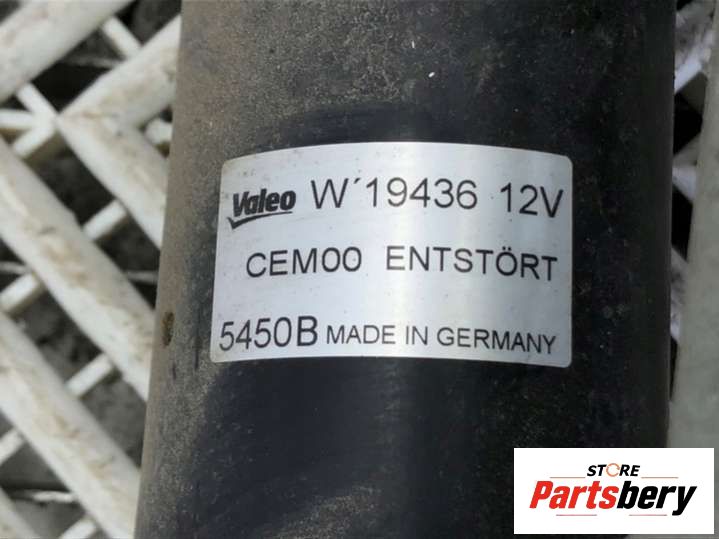 Valeo W´19436 12V
CEM00 ENTSTÖRT
5450B MADE IN GERMANY
STORE
Partsbery